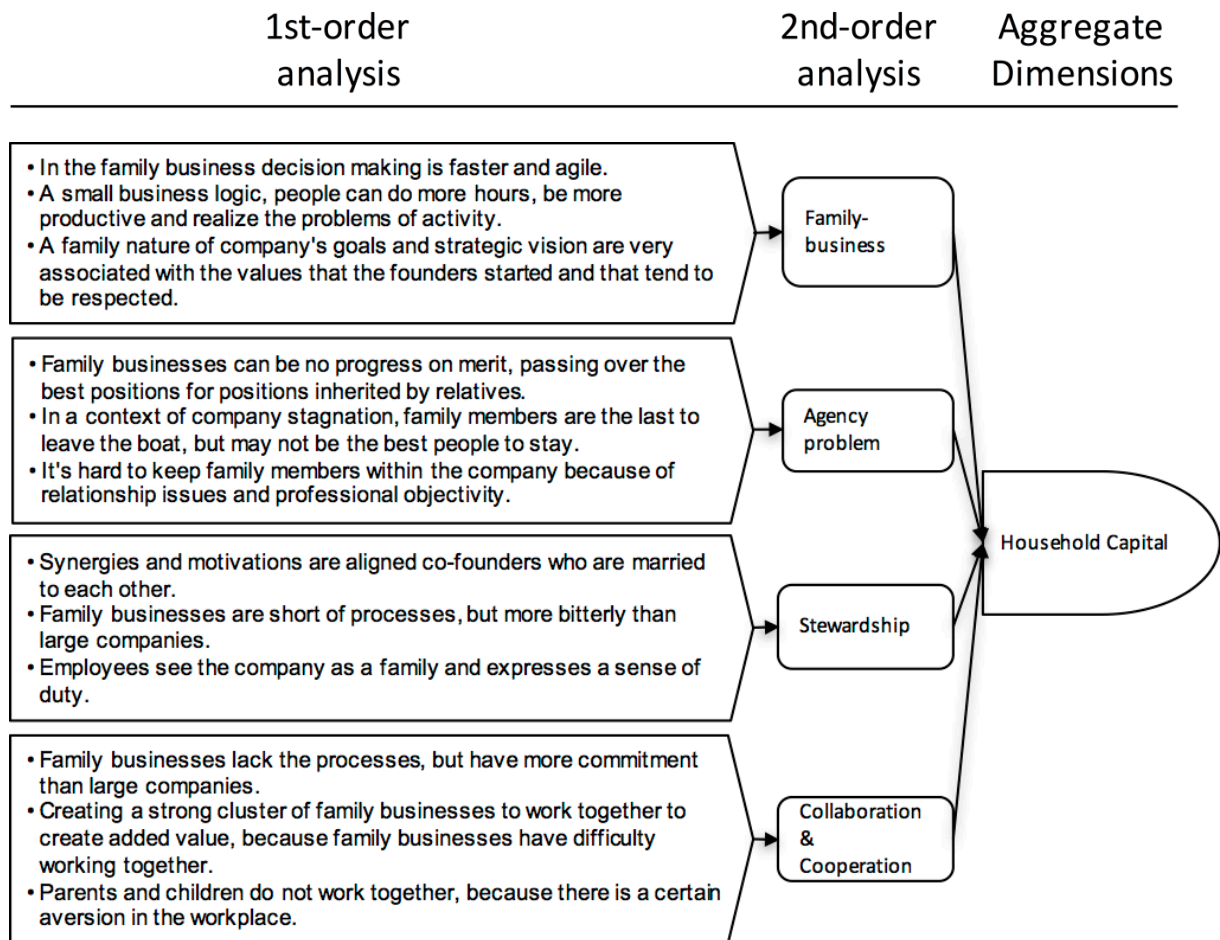 1st-order
analysis
2nd-order
analysis
Aggregate
Dimensions
• In the family business decision making is faster and agile.
• A small business logic, people can do more hours, be more
productive and realize the problems of activity.
• A family nature of company's goals and strategic vision are very
associated with the values that the founders started and that tend to
be respected.
Family-
business
• Family businesses can be no progress on merit, passing over the
best positions for positions inherited by relatives.
• In a context of company stagnation, family members are the last to
leave the boat, but may not be the best people to stay.
• It's hard to keep family members within the company because of
relationship issues and professional objectivity.
Agency
problem
• Synergies and motivations are aligned co-founders who are married
to each other.
• Family businesses are short of processes, but more bitterly than
large companies.
• Employees see the company as a family and expresses a sense of
duty.
Stewardship
• Family businesses lack the processes, but have more commitment
than large companies.
• Creating a strong cluster of family businesses to work together to
create added value, because family businesses have difficulty
working together.
• Parents and children do not work together, because there is a certain
aversion in the workplace.
Collaboration
&
Cooperation
Household Capital